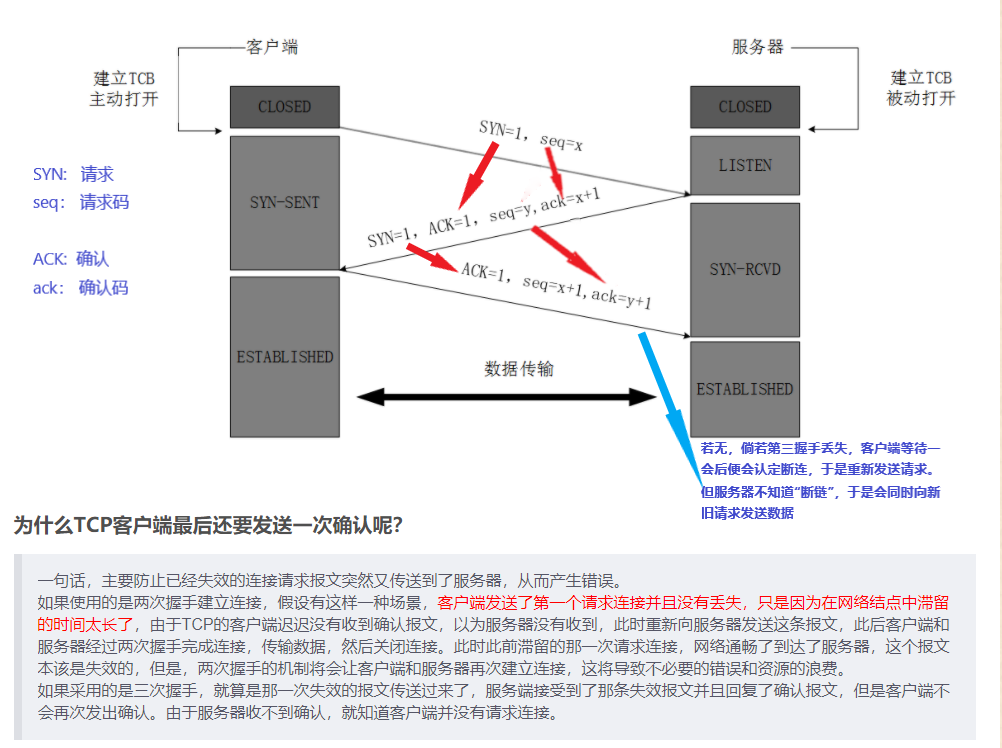 客户端
服务器
建立TCB
主动打开
建立TCB
被动打开
CLOSED
CLOSED
SYN=1, seq=x
LISTEN
SYN: 请求
seq: 请求码
SYN-SENT
SYN=1, ACK=1, seq=y,ack=x+1
ACK: 确认
ack: 确认码
ACK=1, seq=x+1,ack=y+1
SYN-RCVD
ESTABLISHED
数据传输
ESTABLISHED
若无，倘若第三握手丢失，客户端等待一
会后便会认定断连，于是重新发送请求。
但服务器不知道“断链”，于是会同时向新
旧请求发送数据
为什么TCP客户端最后还要发送一次确认呢？
一句话，主要防止已经失效的连接请求报文突然又传送到了服务器，从而产生错误。
如果使用的是两次握手建立连接，假设有这样一种场景，客户端发送了第一个请求连接并且没有丢失，只是因为在网络结点中滞留
的时间太长了，由于TCP的客户端迟迟没有收到确认报文，以为服务器没有收到，此时重新向服务器发送这条报文，此后客户端和
服务器经过两次握手完成连接，传输数据，然后关闭连接。此时此前滞留的那一次请求连接，网络通畅了到达了服务器，这个报文
本该是失效的，但是，两次握手的机制将会让客户端和服务器再次建立连接，这将导致不必要的错误和资源的浪费。
如果采用的是三次握手，就算是那一次失效的报文传送过来了，服务端接受到了那条失效报文并且回复了确认报文，但是客户端不
会再次发出确认。由于服务器收不到确认，就知道客户端并没有请求连接。